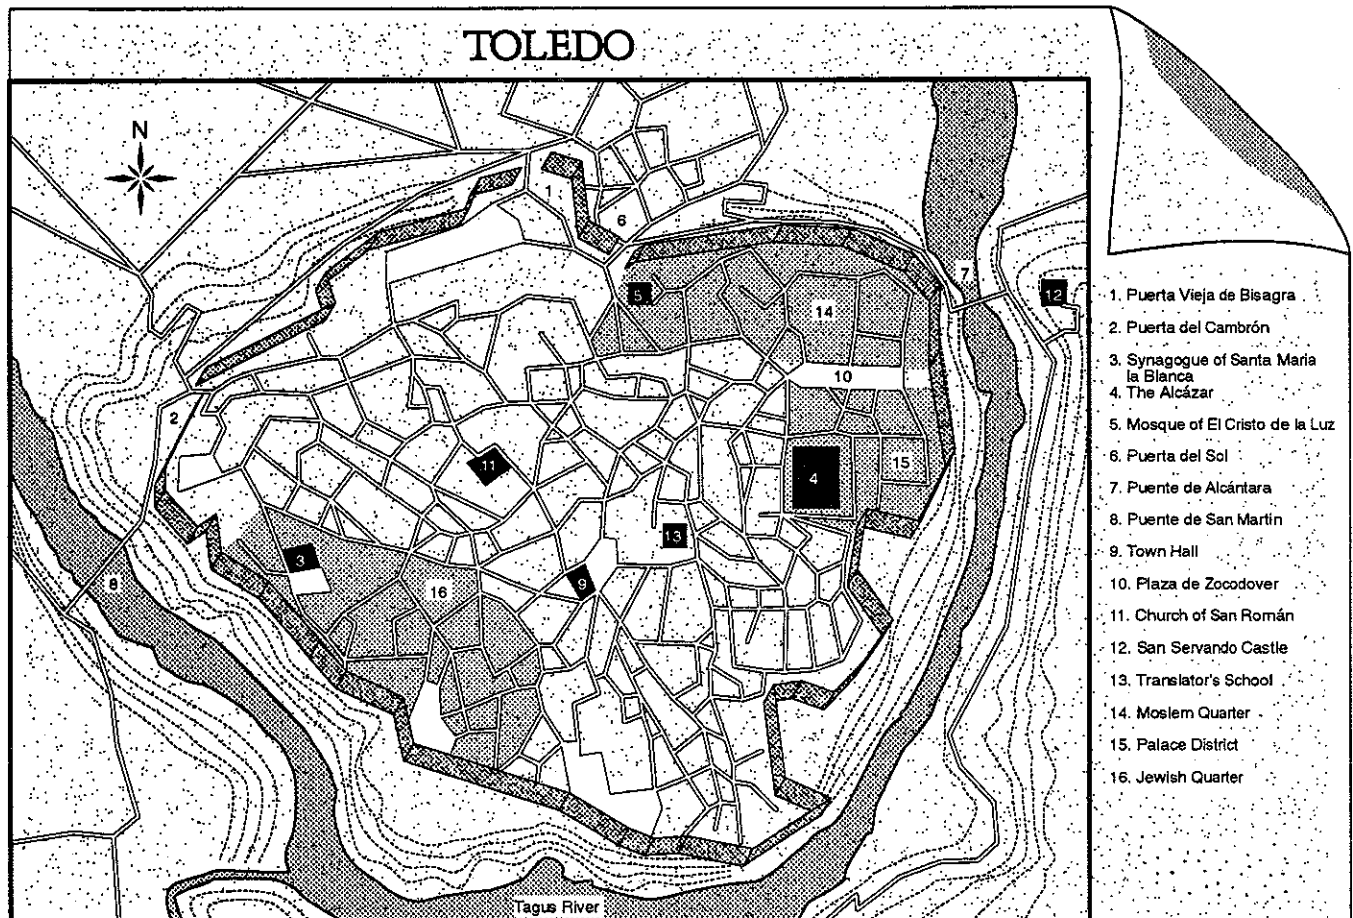 TOLEDO
N
1
6
7
12
5
14
10
2
11
4
15
3
13
8
16
9
Tagus River
1. Puerta Vieja de Bisagra
2. Puerta del Cambrón
3. Synagogue of Santa Maria
la Blanca
4. The Alcázar
5. Mosque of El Cristo de la Luz
6. Puerta del Sol
7. Puente de Alcántara
8. Puente de San Martin
9. Town Hall
10. Plaza de Zocodover
11. Church of San Román
12. San Servando Castle
13. Translator's School
14. Moslem Quarter
15. Palace District
16. Jewish Quarter